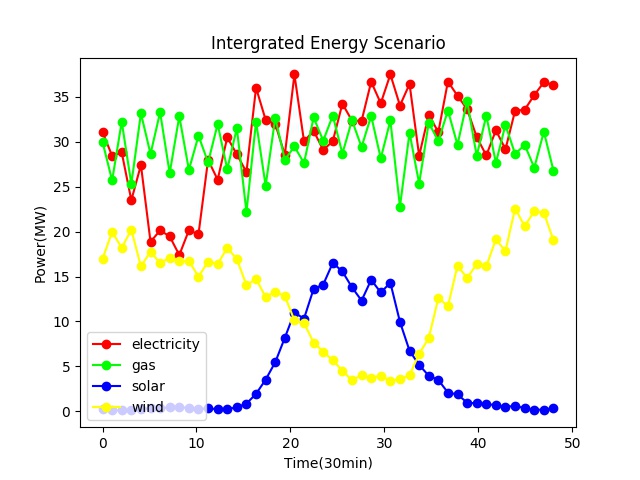 Intergrated Energy Scenario
Power(MW)
35
30
25
20
15
10
5
0
electricity
gas
solar
wind
0 10 20 30 40 50
Time(30min)